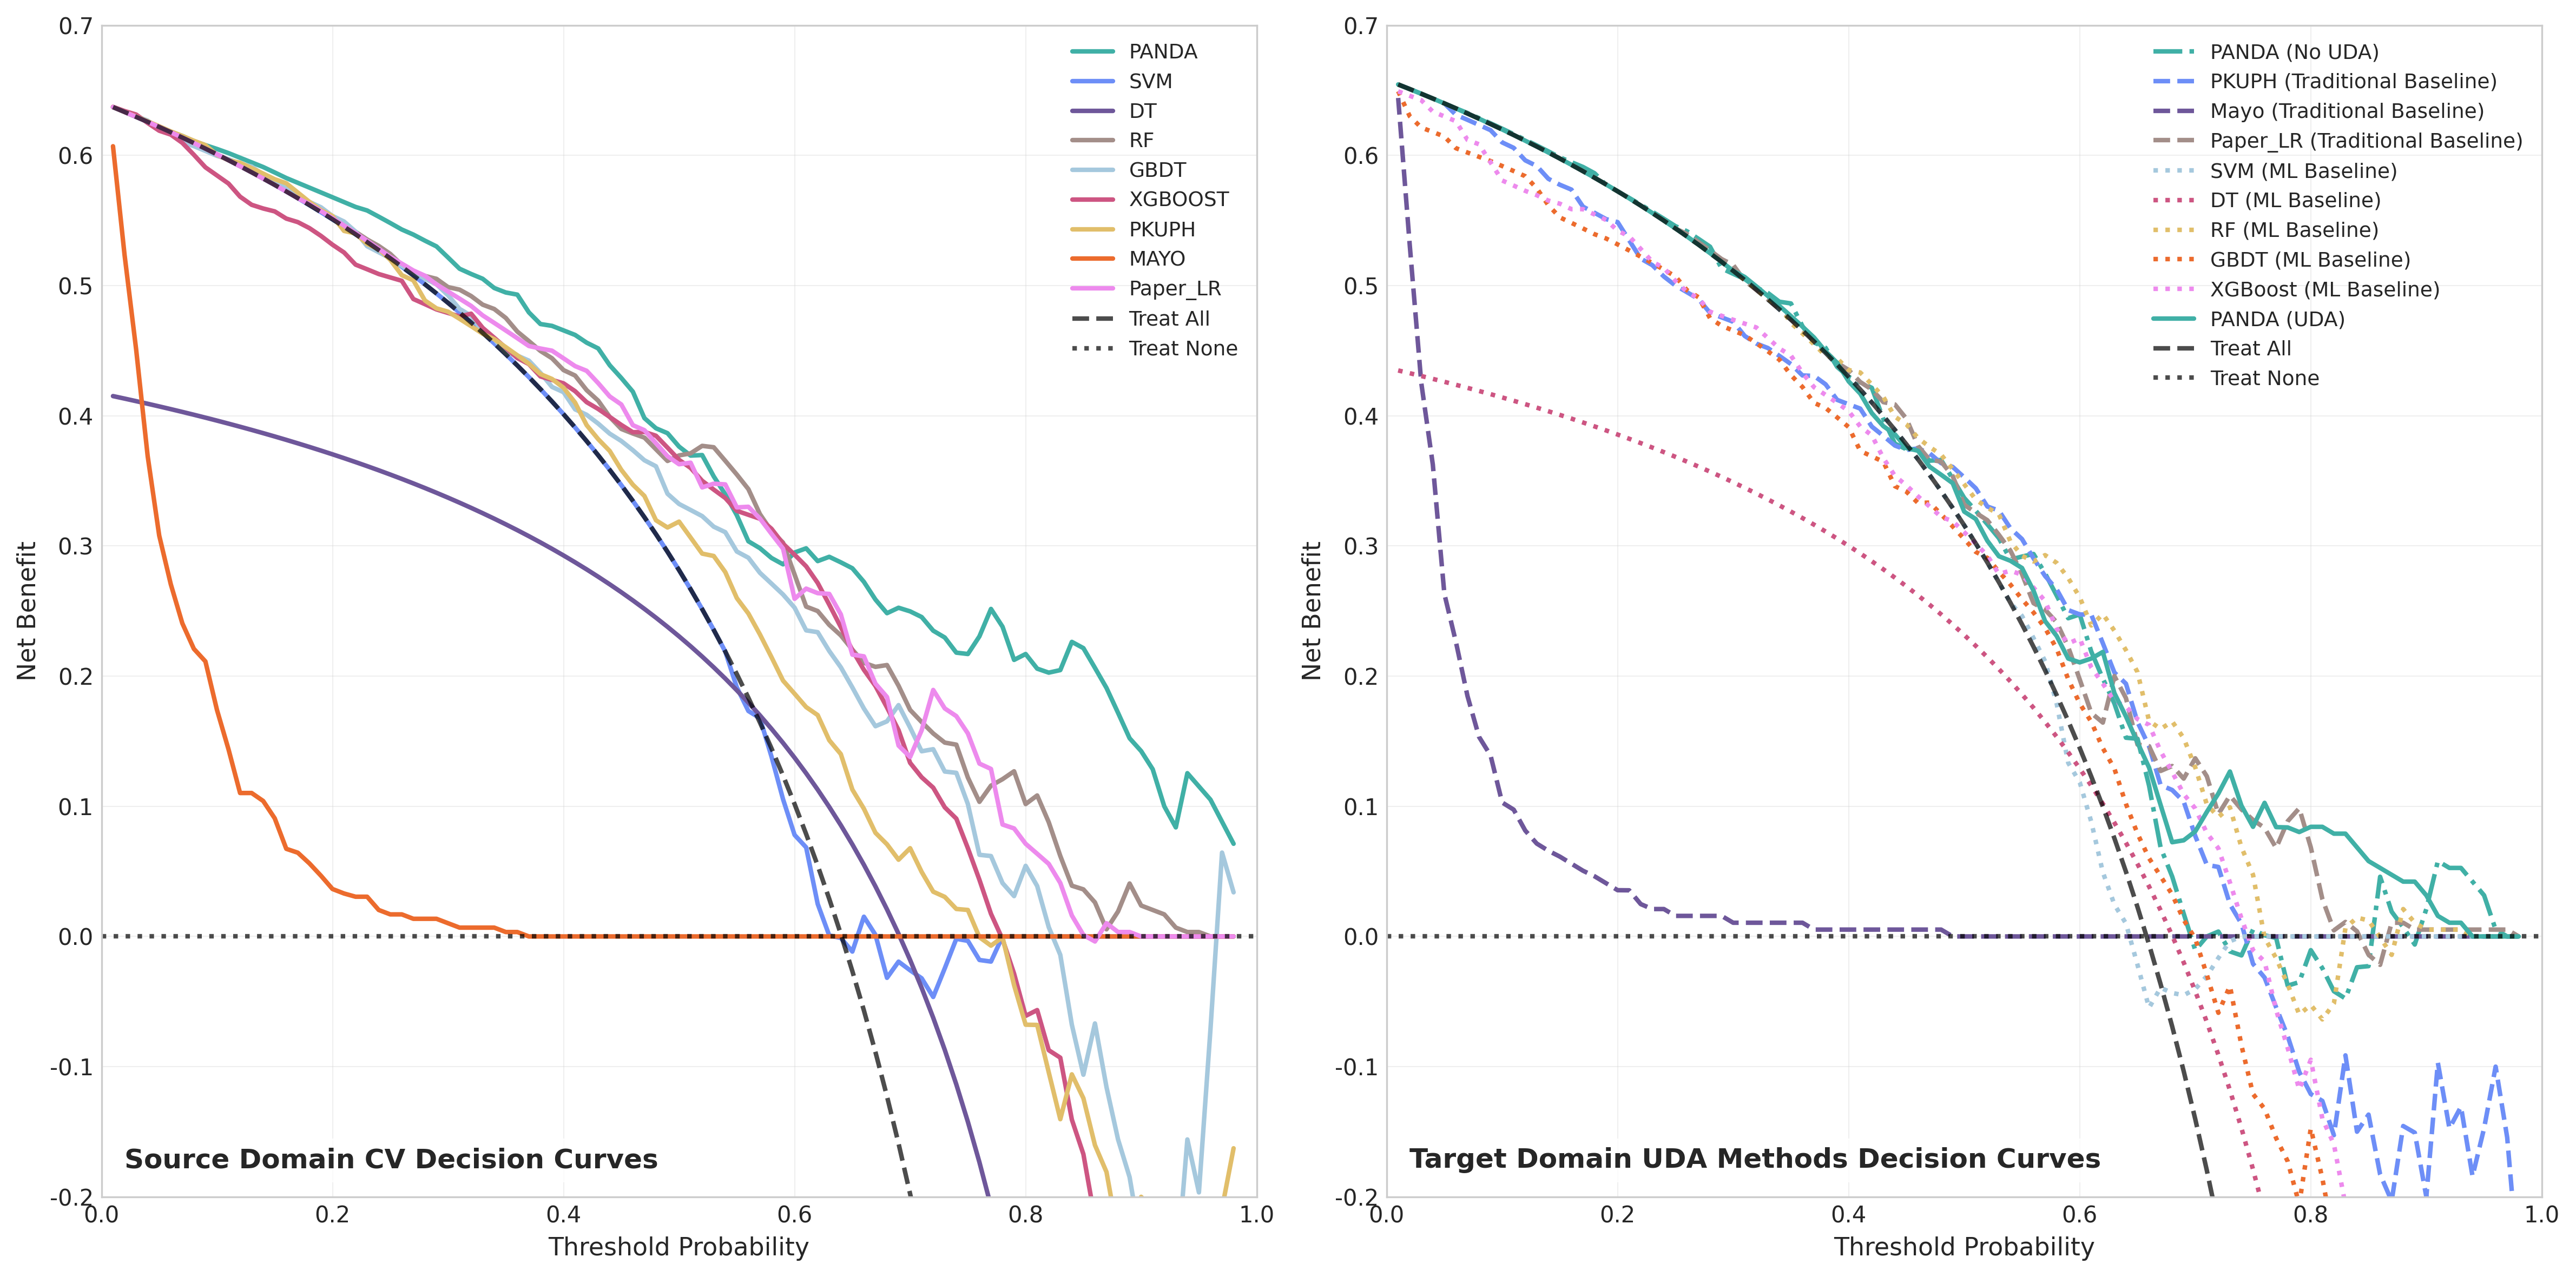 0.7
0.6
0.5
0.4
0.3
0.2
0.1
0.0
-0.1
-0.2
Net Benefit
0.0
0.2
0.4
0.6
0.8
1.0
Threshold Probability
PANDA
SVM
DT
RF
GBDT
XGBOOST
PKUPH
MAYO
Paper_LR
Treat All
Treat None
Source Domain CV Decision Curves
0.7
0.6
0.5
0.4
0.3
0.2
0.1
0.0
-0.1
-0.2
Net Benefit
0.0
0.2
0.4
0.6
0.8
1.0
Threshold Probability
PANDA (No UDA)
PKUPH (Traditional Baseline)
Mayo (Traditional Baseline)
Paper_LR (Traditional Baseline)
SVM (ML Baseline)
DT (ML Baseline)
RF (ML Baseline)
GBDT (ML Baseline)
XGBoost (ML Baseline)
PANDA (UDA)
Treat All
Treat None
Target Domain UDA Methods Decision Curves